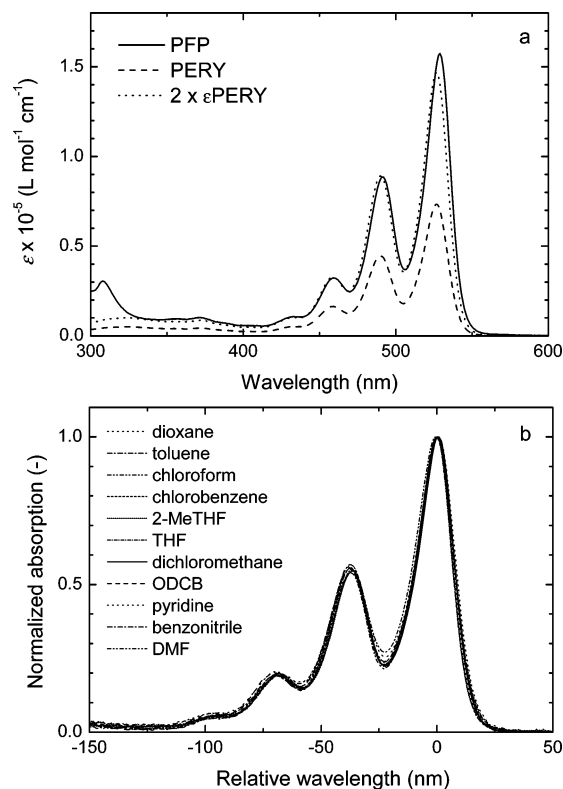 a
PFP
PERY
2 x εPERY
1.5
1.0
0.5
0.0
ε x 10⁻⁵ (L mol⁻¹ cm⁻¹)
300 400 500 600
Wavelength (nm)
b
dioxane
toluene
chloroform
chlorobenzene
2-MeTHF
THF
dichloromethane
ODCB
pyridine
benzonitrile
DMF
1.0
0.5
0.0
Normalized absorption (-)
-150 -100 -50 0 50
Relative wavelength (nm)